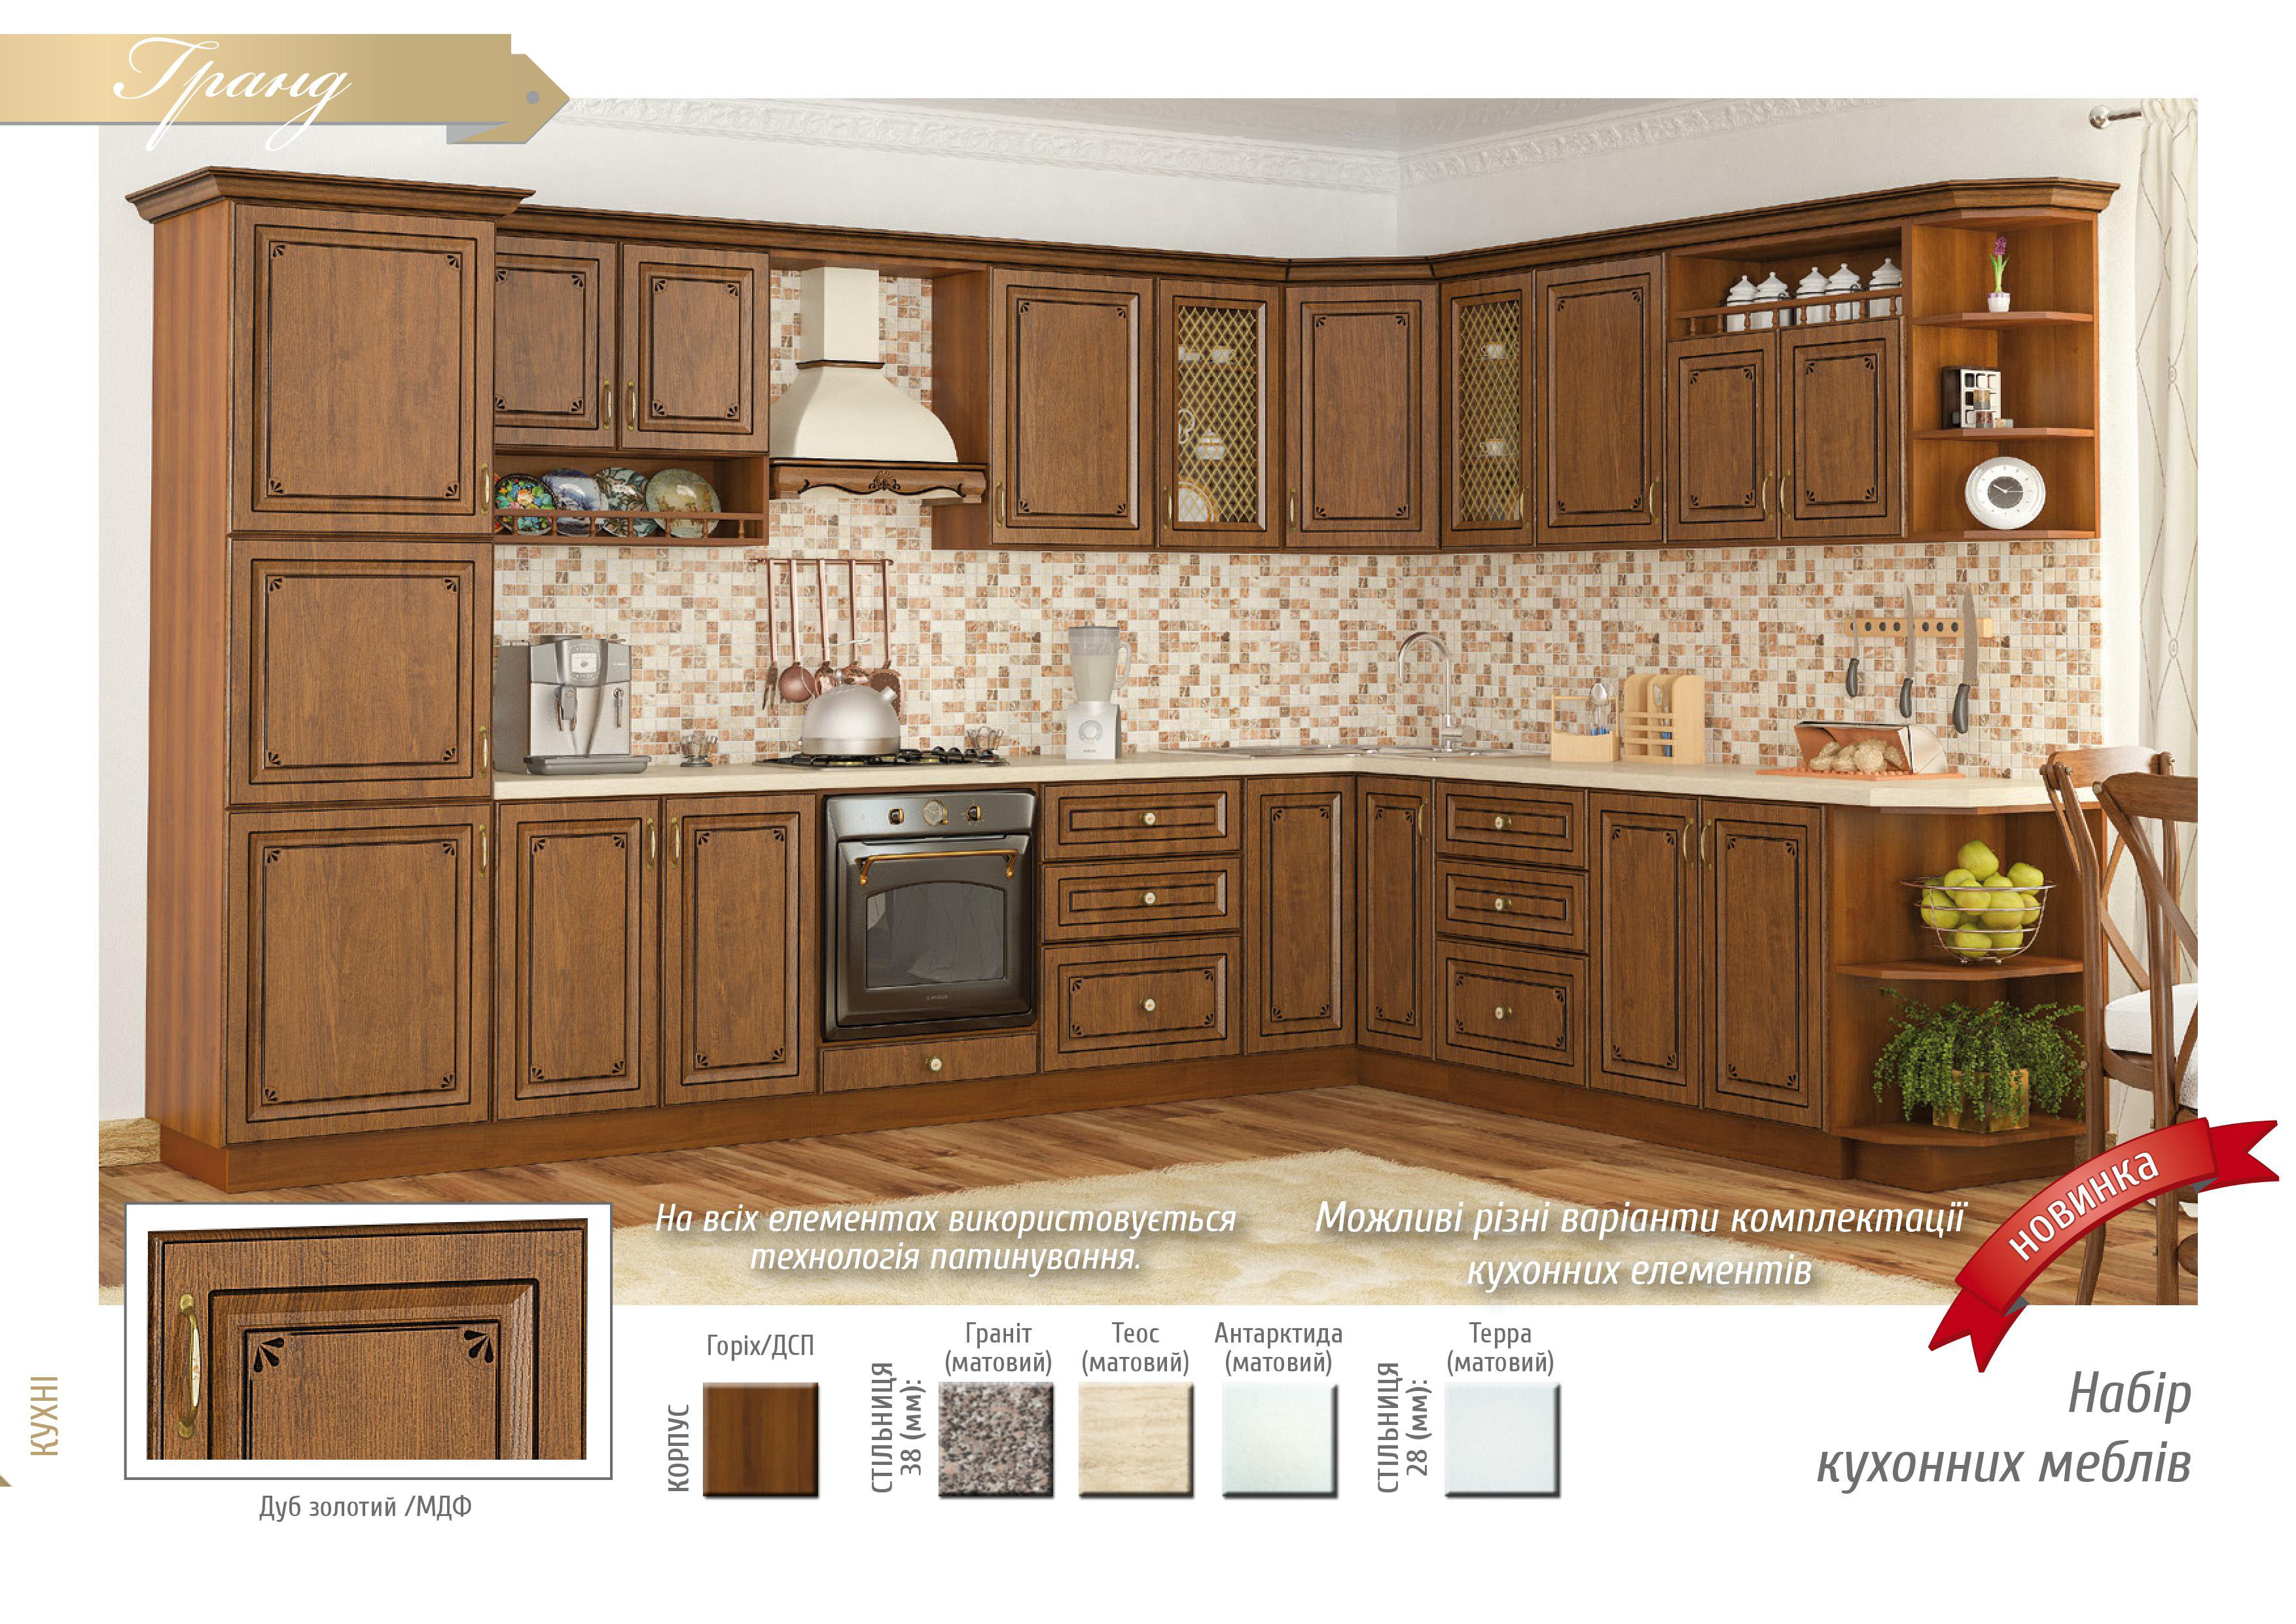 Гранд
На всіх елементах використовується
технологія патинування.
Можливі різні варіанти комплектації
кухонних елементів
НОВИНКА
Набір
кухонних меблів
КУХНІ
Дуб золотий /МДФ
КОРПУС
Горіх/ДСП
СТІЛЬНИЦЯ
38 (мм):
Граніт
(матовий)
Теос
(матовий)
Антарктида
(матовий)
СТІЛЬНИЦЯ
28 (мм):
Терра
(матовий)